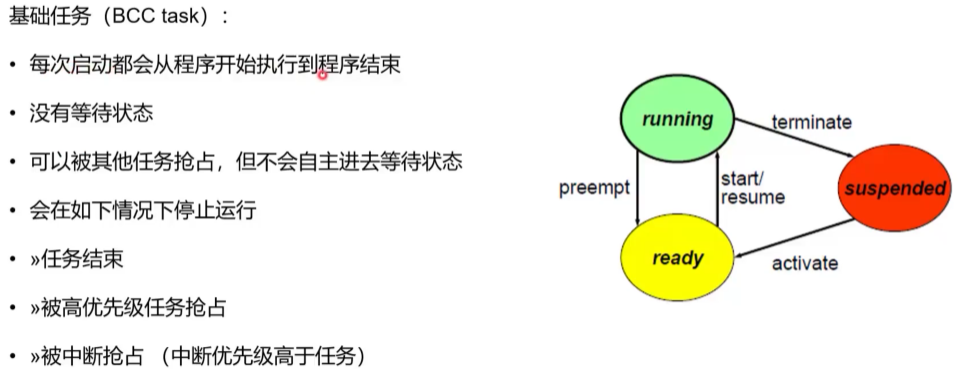 基础任务（BCC task）：
• 每次启动都会从程序开始执行到程序结束
• 没有等待状态
• 可以被其他任务抢占，但不会自主进去等待状态
• 会在如下情况下停止运行
• »任务结束
• »被高优先级任务抢占
• »被中断抢占 （中断优先级高于任务）
running
terminate
preempt
start/
resume
suspended
ready
activate